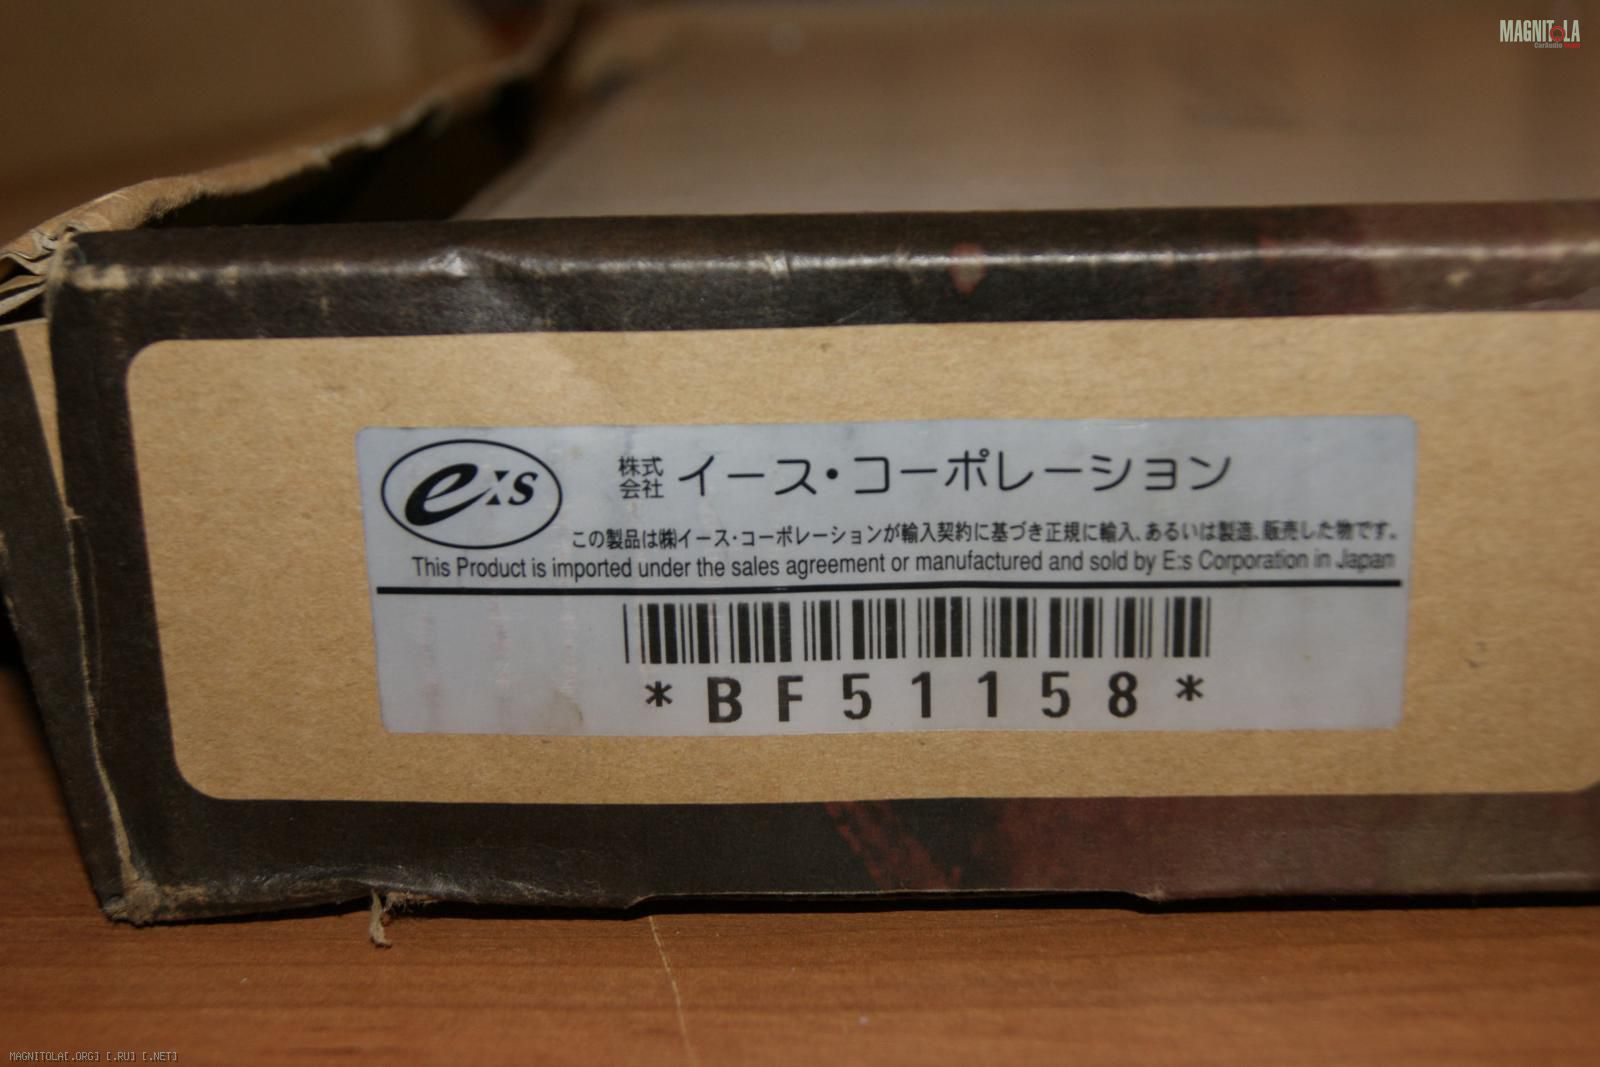 MAGNITOLA
CarAudio
e:s
株式会社 イース・コーポレーション
この製品は㈱イース・コーポレーションが輸入契約に基づき正規に輸入、あるいは製造、販売した物です。
This Product is imported under the sales agreement or manufactured and sold by E:s Corporation in Japan
*BF51158*
MAGNITOLA[.ORG] [.RU] [.NET]